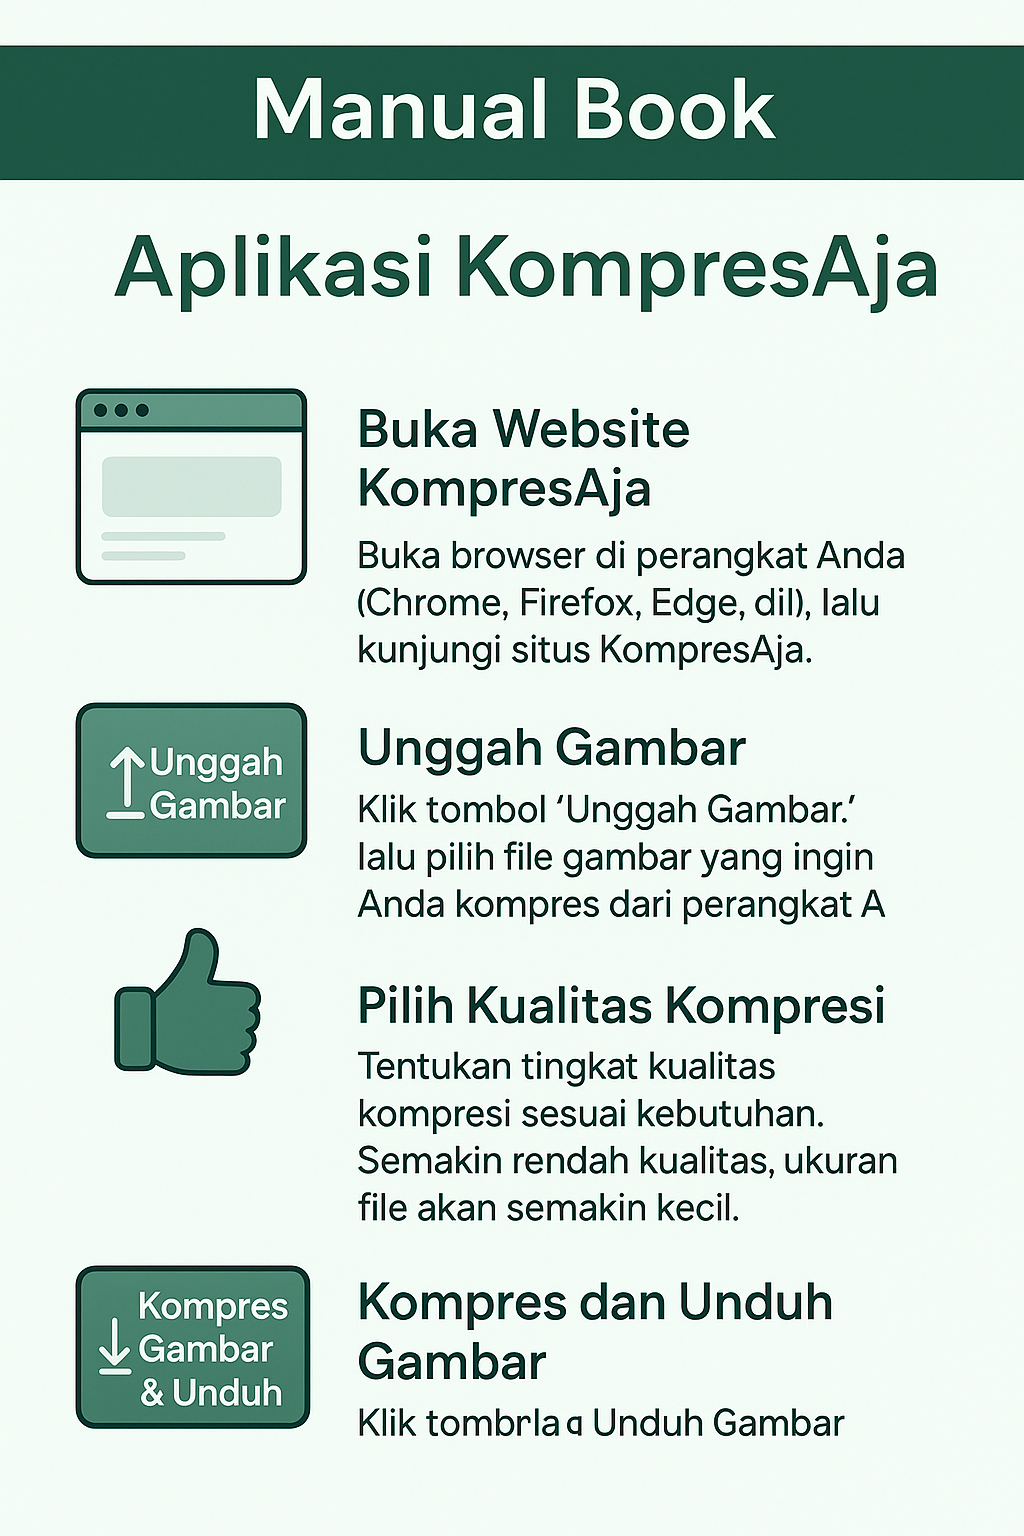 Manual Book
Aplikasi KompresAja
Buka Website
KompresAja
Buka browser di perangkat Anda
(Chrome, Firefox, Edge, dil), lalu
kunjungi situs KompresAja.
Unggah
Gambar
Unggah Gambar
Klik tombol ‘Unggah Gambar.’
lalu pilih file gambar yang ingin
Anda kompres dari perangkat A
Pilih Kualitas Kompresi
Tentukan tingkat kualitas
kompresi sesuai kebutuhan.
Semakin rendah kualitas, ukuran
file akan semakin kecil.
Kompres
Gambar
& Unduh
Kompres dan Unduh
Gambar
Klik Unduh Gambar